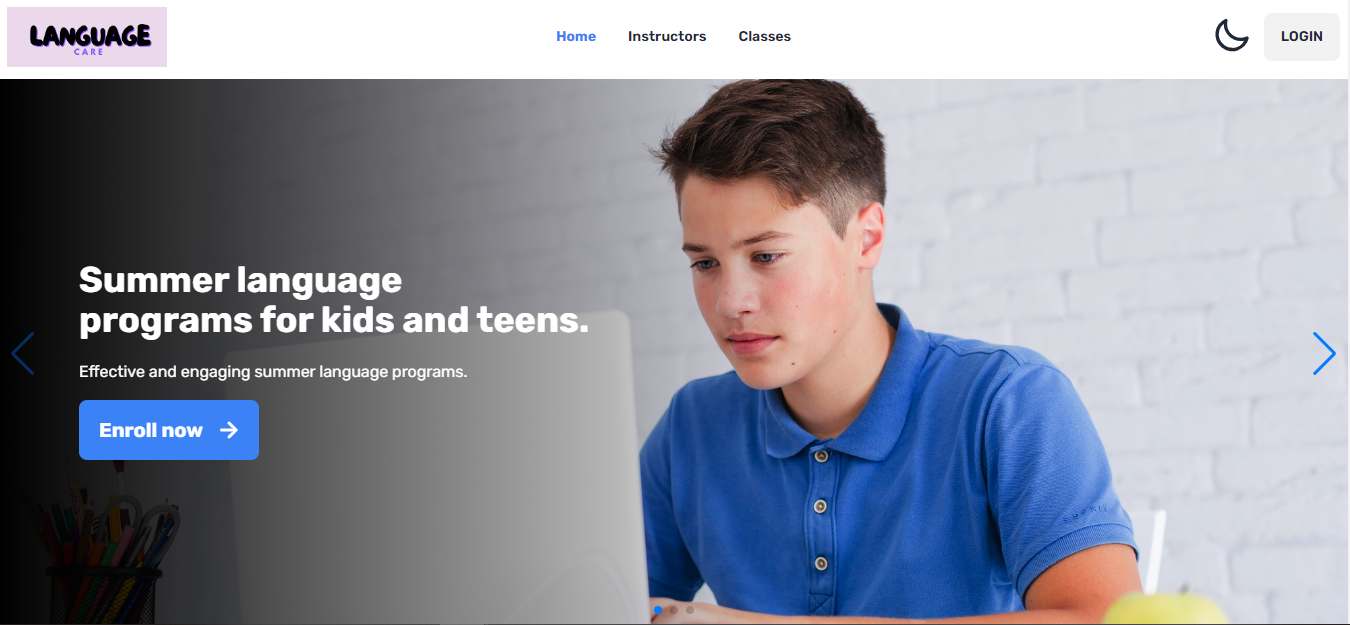 LANGUAGE
CARE
Home
Instructors
Classes
LOGIN
Summer language
programs for kids and teens.
Effective and engaging summer language programs.
Enroll now